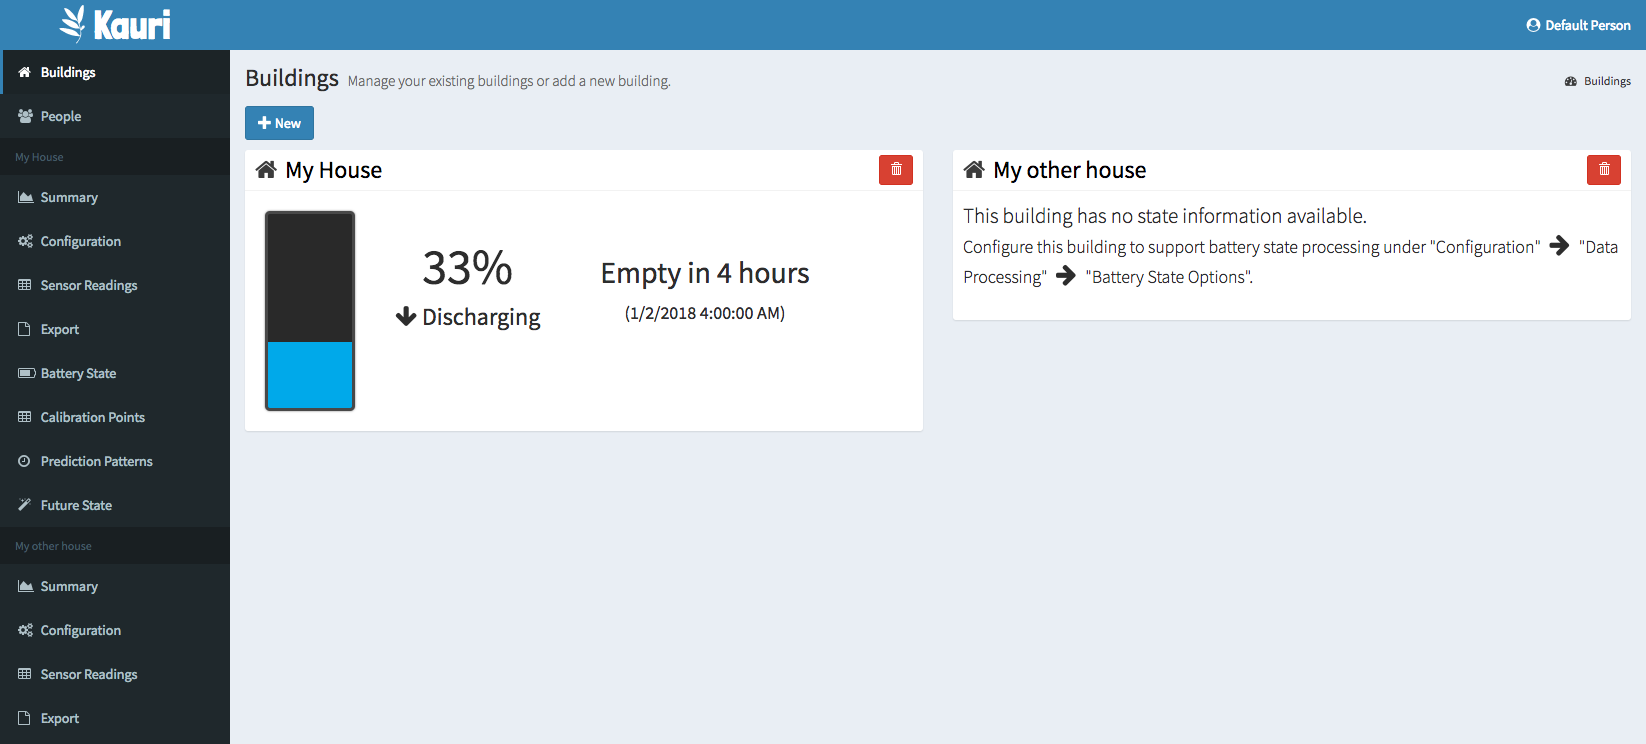 Kauri
Default Person
Buildings
People
My House
Summary
Configuration
Sensor Readings
Export
Battery State
Calibration Points
Prediction Patterns
Future State
My other house
Summary
Configuration
Sensor Readings
Export
Buildings Manage your existing buildings or add a new building.
Buildings
New
My House
33%
Discharging
Empty in 4 hours
(1/2/2018 4:00:00 AM)
My other house
This building has no state information available.
Configure this building to support battery state processing under "Configuration" "Data
Processing" "Battery State Options".